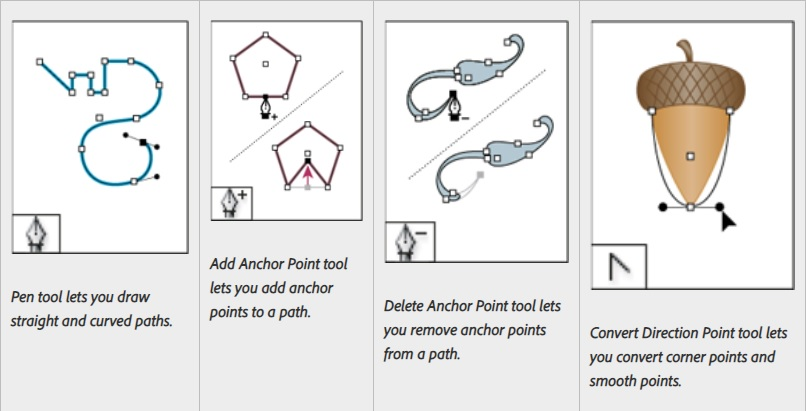 Pen tool lets you draw
straight and curved paths.
Add Anchor Point tool
lets you add anchor
points to a path.
Delete Anchor Point tool lets
you remove anchor points
from a path.
Convert Direction Point tool lets
you convert corner points and
smooth points.